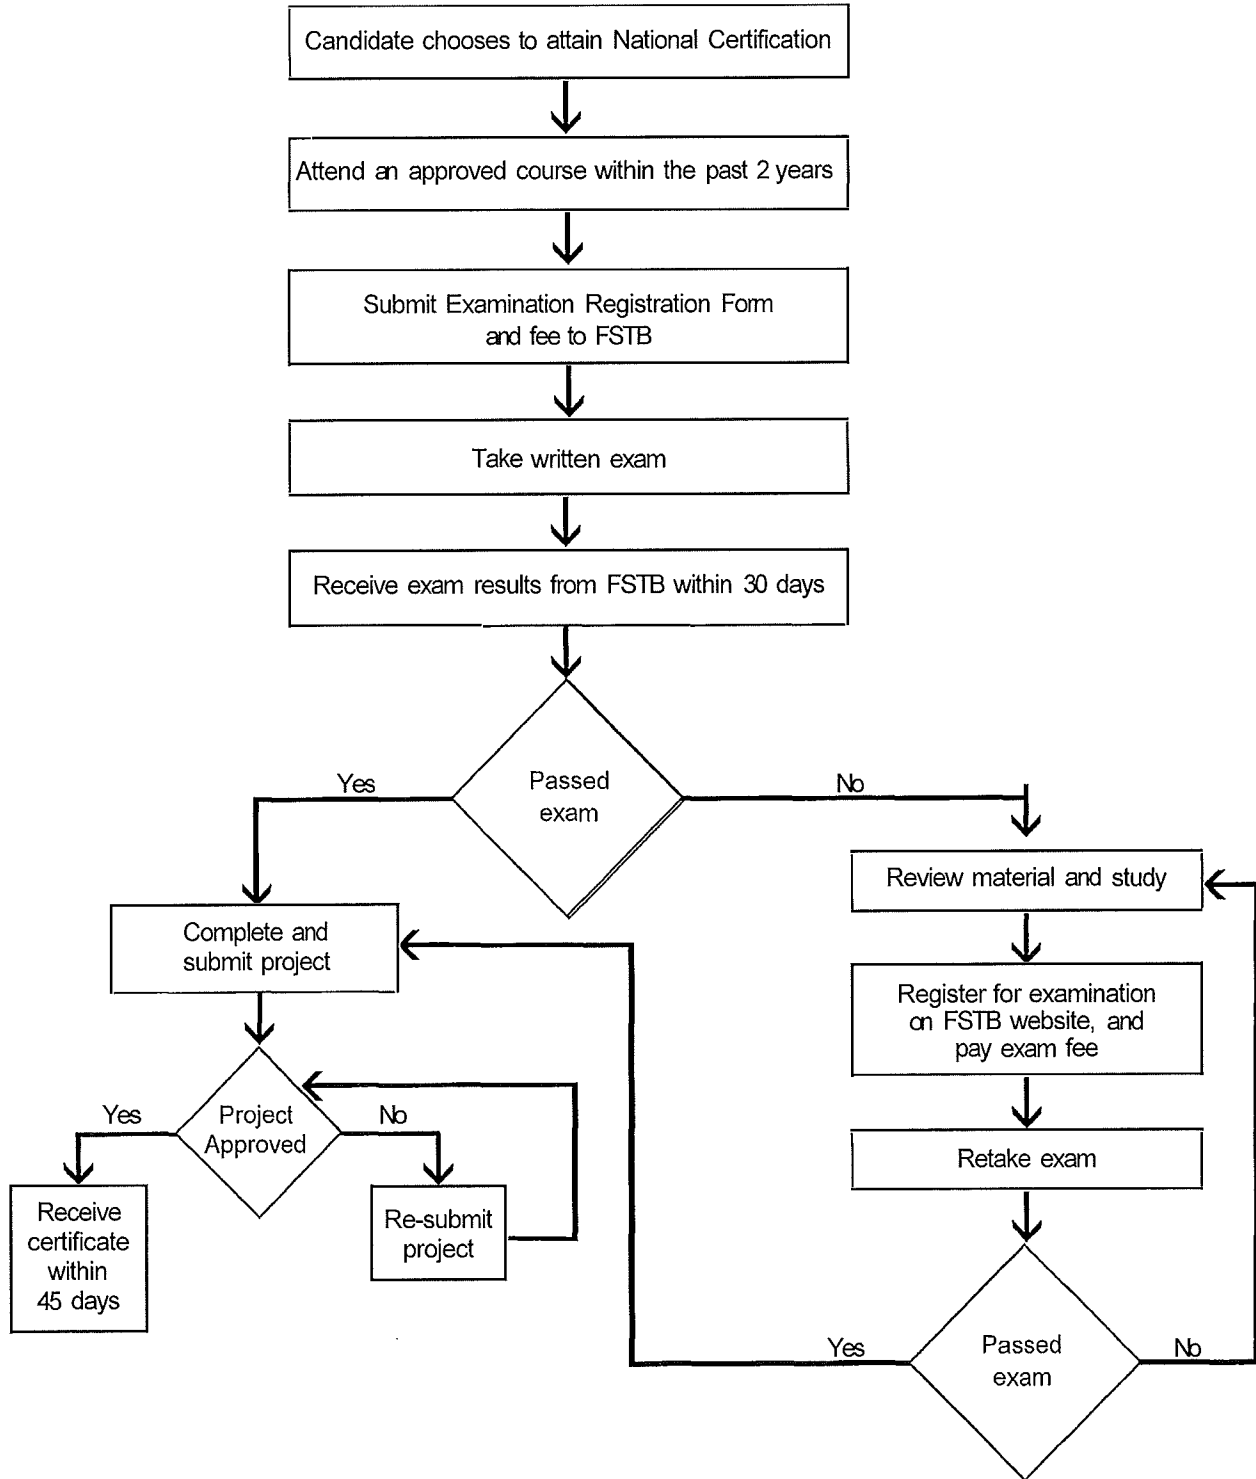 Candidate chooses to attain National Certification
Attend an approved course within the past 2 years
Submit Examination Registration Form
and fee to FSTB
Take written exam
Receive exam results from FSTB within 30 days
Passed
exam
Yes
No
Review material and study
Complete and
submit project
Register for examination
on FSTB website, and
pay exam fee
Project
Approved
Yes
No
Retake exam
Receive
certificate
within
45 days
Re-submit
project
Passed
exam
Yes
No